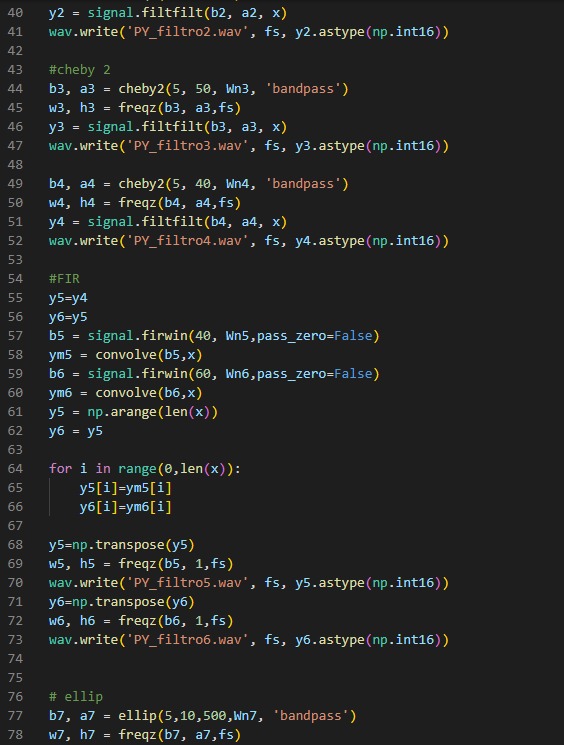 40 y2 = signal.filtfilt(b2, a2, x)
41 wav.write('PY_filtro2.wav', fs, y2.astype(np.int16))
42
43 #cheby 2
44 b3, a3 = cheby2(5, 50, Wn3, 'bandpass')
45 w3, h3 = freqz(b3, a3,fs)
46 y3 = signal.filtfilt(b3, a3, x)
47 wav.write('PY_filtro3.wav', fs, y3.astype(np.int16))
48
49 b4, a4 = cheby2(5, 40, Wn4, 'bandpass')
50 w4, h4 = freqz(b4, a4,fs)
51 y4 = signal.filtfilt(b4, a4, x)
52 wav.write('PY_filtro4.wav', fs, y4.astype(np.int16))
53
54 #FIR
55 y5=y4
56 y6=y5
57 b5 = signal.firwin(40, Wn5,pass_zero=False)
58 ym5 = convolve(b5,x)
59 b6 = signal.firwin(60, Wn6,pass_zero=False)
60 ym6 = convolve(b6,x)
61 y5 = np.arange(len(x))
62 y6 = y5
63
64 for i in range(0,len(x)):
65     y5[i]=ym5[i]
66     y6[i]=ym6[i]
67
68 y5=np.transpose(y5)
69 w5, h5 = freqz(b5, 1,fs)
70 wav.write('PY_filtro5.wav', fs, y5.astype(np.int16))
71 y6=np.transpose(y6)
72 w6, h6 = freqz(b6, 1,fs)
73 wav.write('PY_filtro6.wav', fs, y6.astype(np.int16))
74
75
76 # ellip
77 b7, a7 = ellip(5,10,500,Wn7, 'bandpass')
78 w7, h7 = freqz(b7, a7,fs)